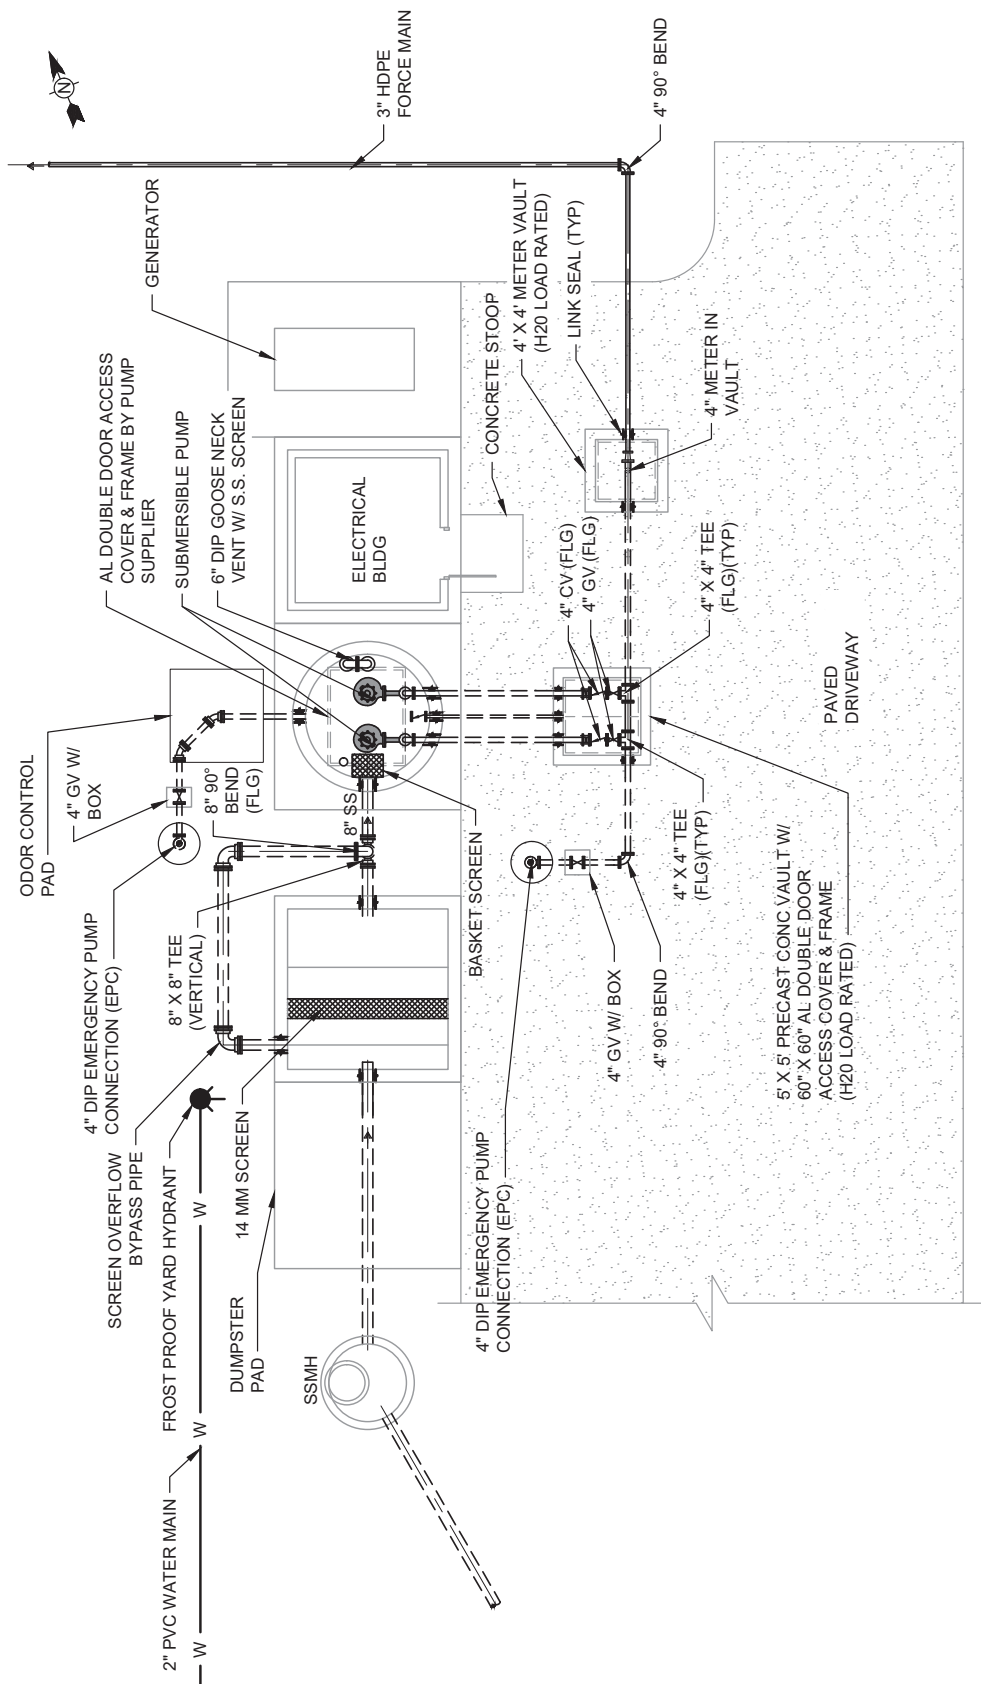 N
3" HDPE
FORCE MAIN
4" 90° BEND
GENERATOR
4' X 4' METER VAULT
(H20 LOAD RATED)
LINK SEAL (TYP)
CONCRETE STOOP
4" METER IN
VAULT
AL DOUBLE DOOR ACCESS
COVER & FRAME BY PUMP
SUPPLIER
SUBMERSIBLE PUMP
6" DIP GOOSE NECK
VENT W/ S.S. SCREEN
ELECTRICAL
BLDG
4" CV (FLG)
4" GV (FLG)
4" X 4" TEE
(FLG)(TYP)
ODOR CONTROL
PAD
4" GV W/
BOX
8" 90°
BEND
(FLG)
8" SS
PAVED
DRIVEWAY
4" DIP EMERGENCY PUMP
CONNECTION (EPC)
8" X 8" TEE
(VERTICAL)
BASKET SCREEN
4" X 4" TEE
(FLG)(TYP)
SCREEN OVERFLOW
BYPASS PIPE
4" GV W/ BOX
4" 90° BEND
5' X 5' PRECAST CONC VAULT W/
60" X 60" AL DOUBLE DOOR
ACCESS COVER & FRAME
(H20 LOAD RATED)
FROST PROOF YARD HYDRANT
14 MM SCREEN
4" DIP EMERGENCY PUMP
CONNECTION (EPC)
DUMPSTER
PAD
SSMH
2" PVC WATER MAIN
W
W
W